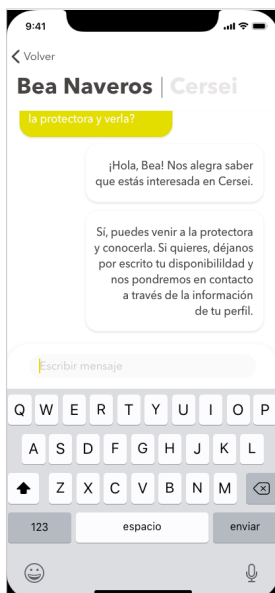 9:41
Volver
Bea Naveros | Cersei
la protectora y verla?
¡Hola, Bea! Nos alegra saber
que estás interesada en Cersei.
Sí, puedes venir a la protectora
y conocerla. Si quieres, déjanos
por escrito tu disponibilildad y
nos pondremos en contacto
a través de la información
de tu perfil.
Escribir mensaje
Q W E R T Y U I O P
A S D F G H J K L
Z X C V B N M
123 espacio enviar